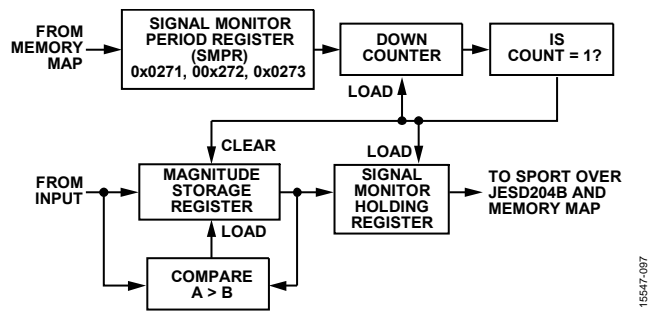 FROM
MEMORY
MAP
SIGNAL MONITOR
PERIOD REGISTER
(SMPR)
0x0271, 00x272, 0x0273
DOWN
COUNTER
IS
COUNT = 1?
LOAD
CLEAR
LOAD
FROM
INPUT
MAGNITUDE
STORAGE
REGISTER
SIGNAL
MONITOR
HOLDING
REGISTER
TO SPORT OVER
JESD204B AND
MEMORY MAP
LOAD
COMPARE
A > B
15547-097